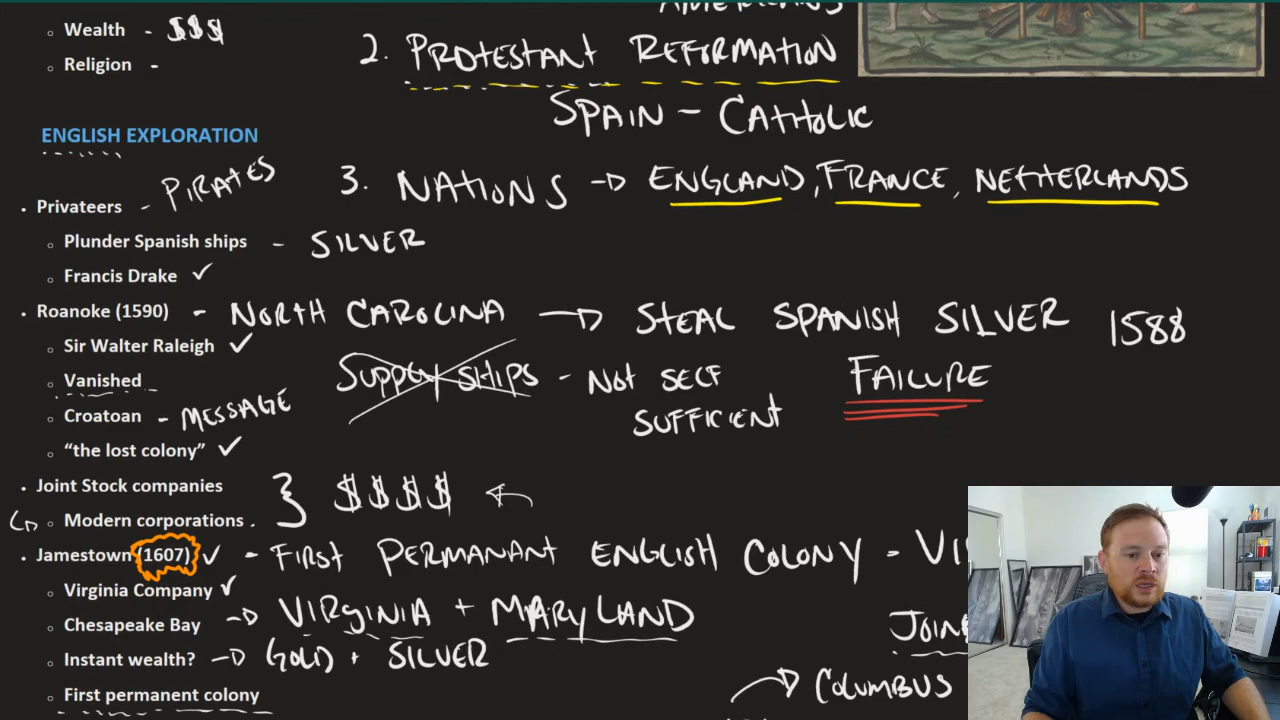 AMERICANS
Wealth - $$$
2. PROTESTANT REFORMATION
Religion -
SPAIN - CATHOLIC
ENGLISH EXPLORATION
3. NATIONS → ENGLAND, FRANCE, NETHERLANDS
Privateers - PIRATES
Plunder Spanish ships - SILVER
Francis Drake ✓
Roanoke (1590) - NORTH CAROLINA → STEAL SPANISH SILVER 1588
Sir Walter Raleigh ✓
Supply SHIPS - NOT SELF SUFFICIENT
FAILURE
Vanished
Croatoan - MESSAGE
"the lost colony" ✓
Joint Stock companies } $$$$ ←
Modern corporations.
Jamestown (1607) ✓ - FIRST PERMANANT ENGLISH COLONY -
Virginia Company ✓
Chesapeake Bay → VIRGINIA + MARYLAND
Instant wealth? → GOLD + SILVER
→ COLUMBUS
First permanent colony